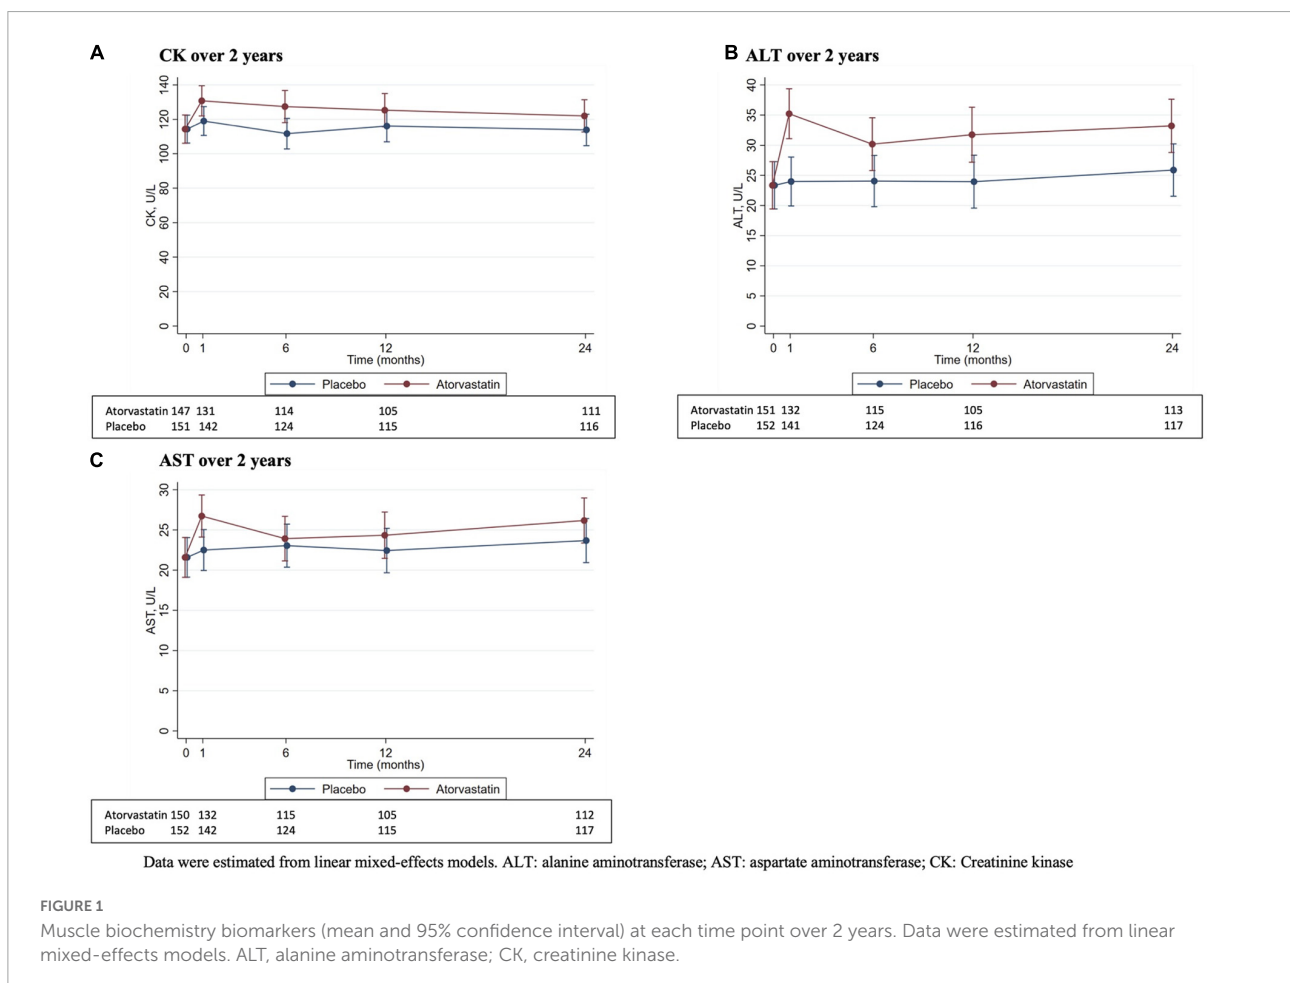 A CK over 2 years
140
120
100
80
60
40
20
0
CK, U/L
0 1 6 12 24
Time (months)
Placebo Atorvastatin
Atorvastatin 147 131 114 105 111
Placebo 151 142 124 115 116
B ALT over 2 years
40
35
30
25
20
15
10
5
0
ALT, U/L
0 1 6 12 24
Time (months)
Placebo Atorvastatin
Atorvastatin 151 132 115 105 113
Placebo 152 141 124 116 117
C AST over 2 years
30
25
20
15
10
5
0
AST, U/L
0 1 6 12 24
Time (months)
Placebo Atorvastatin
Atorvastatin 150 132 115 105 112
Placebo 152 142 124 115 117
Data were estimated from linear mixed-effects models. ALT: alanine aminotransferase; AST: aspartate aminotransferase; CK: Creatinine kinase
FIGURE 1
Muscle biochemistry biomarkers (mean and 95% confidence interval) at each time point over 2 years. Data were estimated from linear
mixed-effects models. ALT, alanine aminotransferase; CK, creatinine kinase.